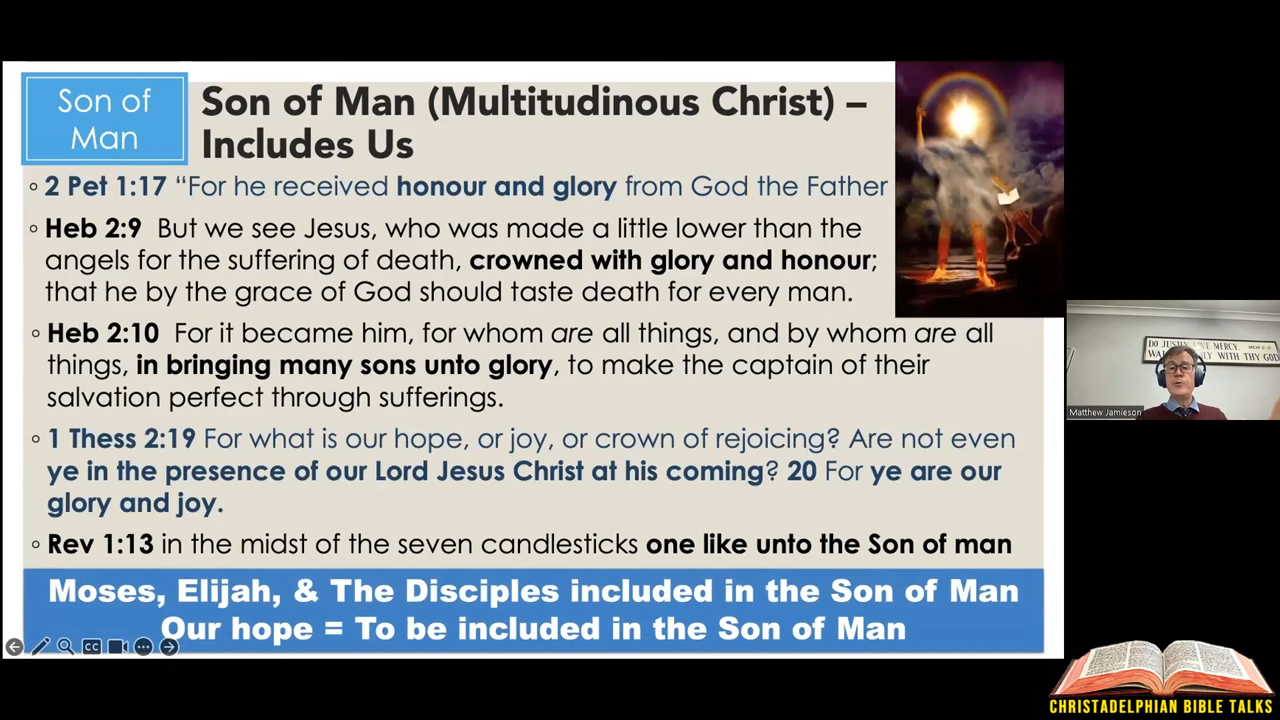 Son of
Man
Son of Man (Multitudinous Christ) –
Includes Us
◦ 2 Pet 1:17 “For he received honour and glory from God the Father
◦ Heb 2:9 But we see Jesus, who was made a little lower than the
angels for the suffering of death, crowned with glory and honour;
that he by the grace of God should taste death for every man.
◦ Heb 2:10 For it became him, for whom are all things, and by whom are all
things, in bringing many sons unto glory, to make the captain of their
salvation perfect through sufferings.
◦ 1 Thess 2:19 For what is our hope, or joy, or crown of rejoicing? Are not even
ye in the presence of our Lord Jesus Christ at his coming? 20 For ye are our
glory and joy.
◦ Rev 1:13 in the midst of the seven candlesticks one like unto the Son of man
Moses, Elijah, & The Disciples included in the Son of Man
Our hope = To be included in the Son of Man
CC
DO JUSTLY LOVE MERCY.
THY GOD
Matthew Jamieson
CHRISTADELPHIAN BIBLE TALKS